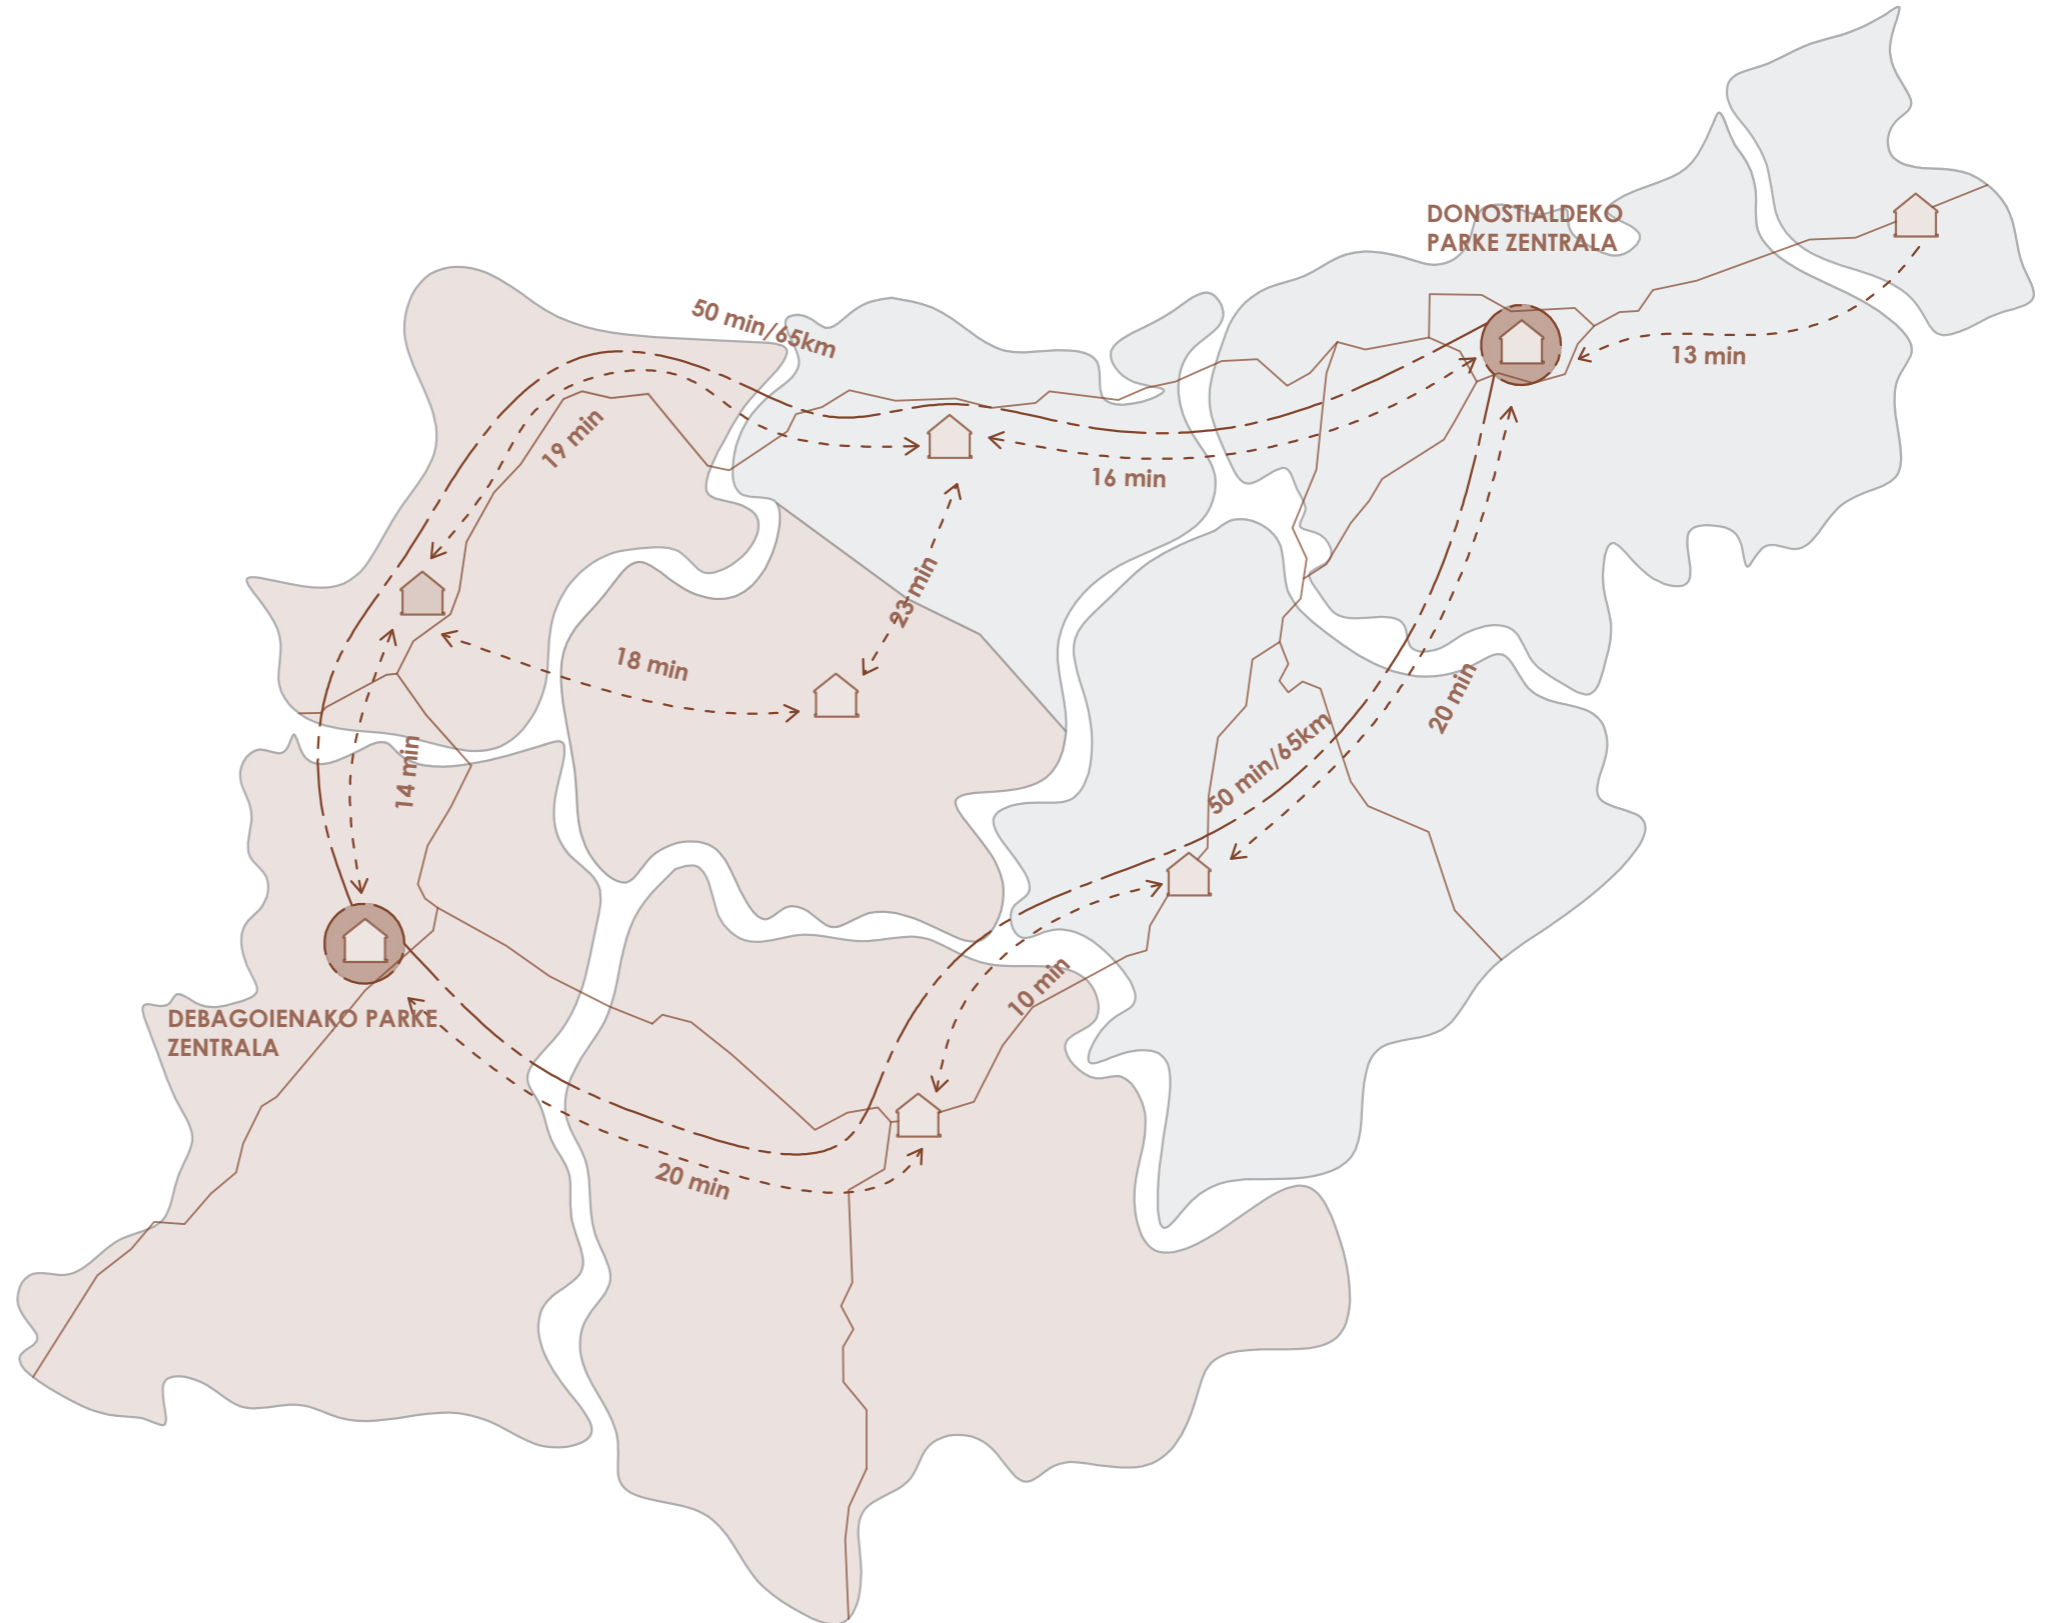 DONOSTIALDEKO
PARKE ZENTRALA
50 min/65km
13 min
19 min
16 min
23 min
18 min
20 min
50 min/65km
14 min
10 min
DEBAGOIENAKO PARKE
ZENTRALA
20 min